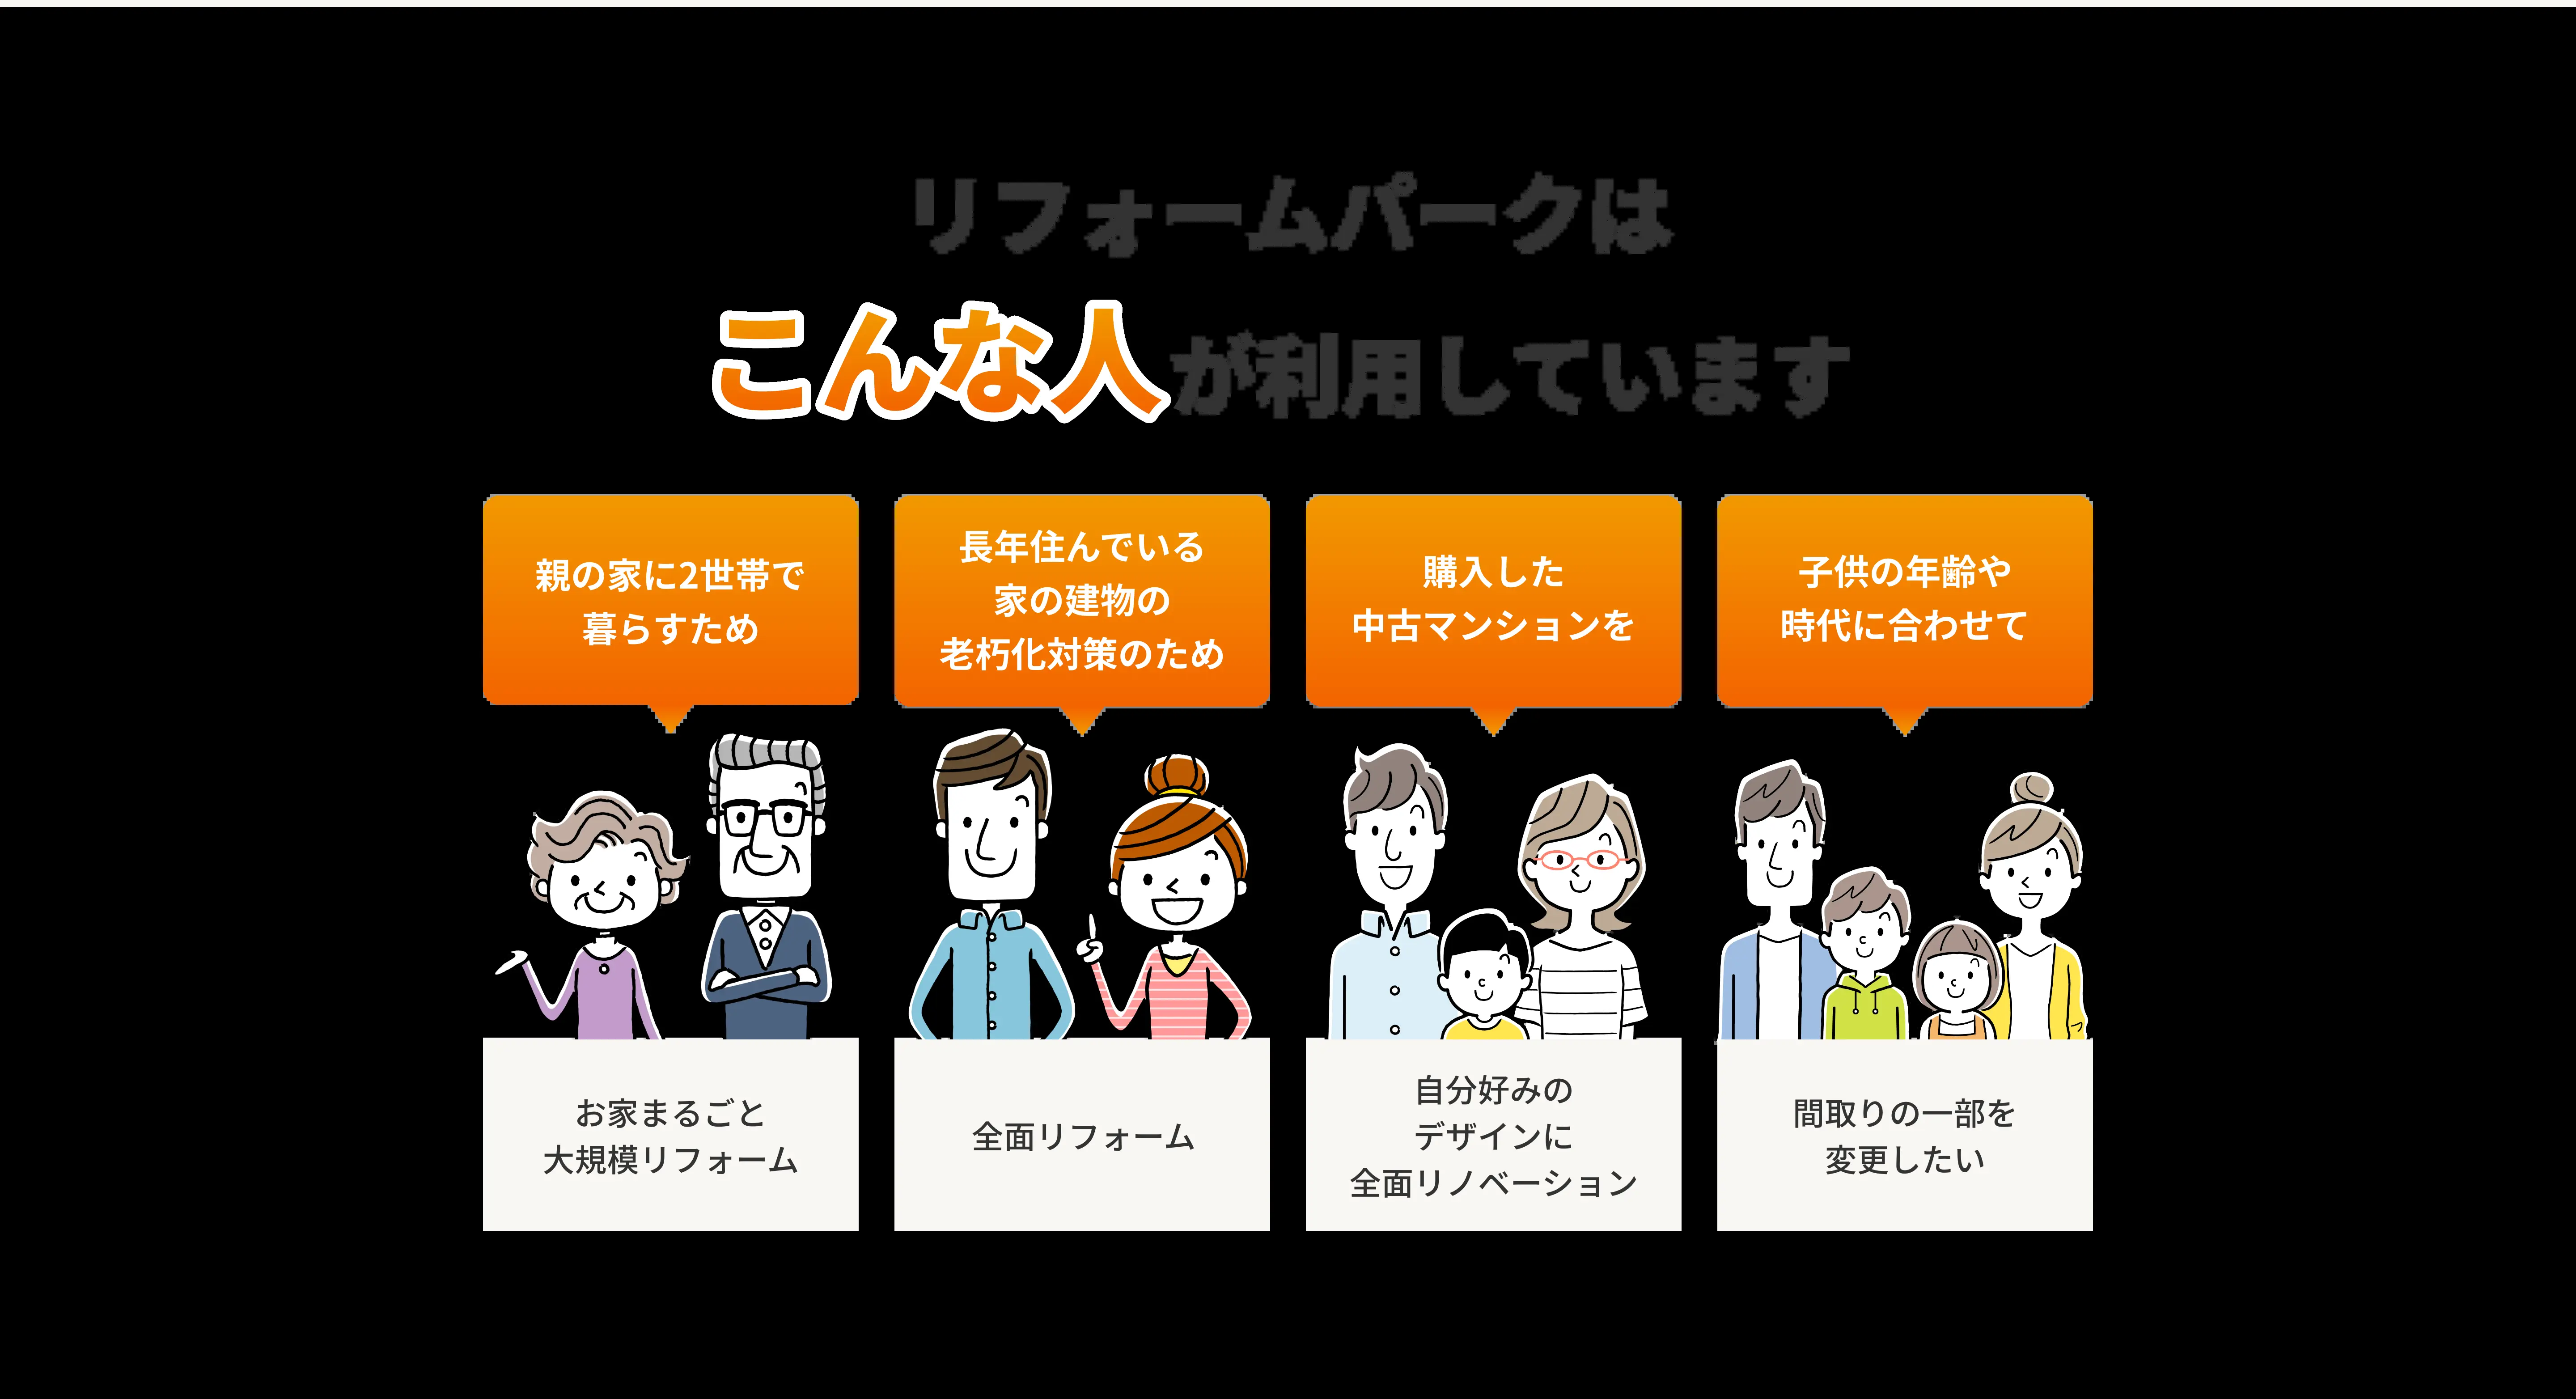 リフォームパークは
こんな人が利用しています
親の家に2世帯で
暮らすため
長年住んでいる
家の建物の
老朽化対策のため
購入した
中古マンションを
子供の年齢や
時代に合わせて
お家まるごと
大規模リフォーム
全面リフォーム
自分好みの
デザインに
全面リノベーション
間取りの一部を
変更したい